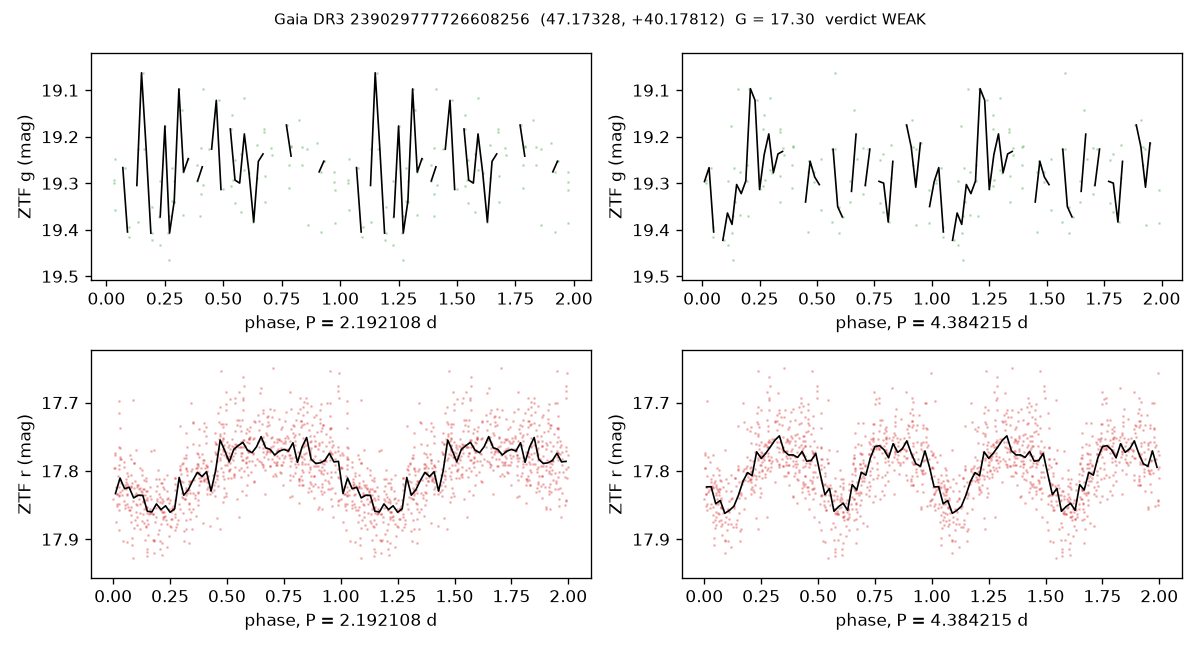 Gaia DR3 239029777726608256 (47.17328, +40.17812) G = 17.30 verdict WEAK
ZTF g (mag)
19.1
19.2
19.3
19.4
19.5
0.00 0.25 0.50 0.75 1.00 1.25 1.50 1.75 2.00
phase, P = 2.192108 d
ZTF g (mag)
19.1
19.2
19.3
19.4
19.5
0.00 0.25 0.50 0.75 1.00 1.25 1.50 1.75 2.00
phase, P = 4.384215 d
ZTF r (mag)
17.7
17.8
17.9
0.00 0.25 0.50 0.75 1.00 1.25 1.50 1.75 2.00
phase, P = 2.192108 d
ZTF r (mag)
17.7
17.8
17.9
0.00 0.25 0.50 0.75 1.00 1.25 1.50 1.75 2.00
phase, P = 4.384215 d